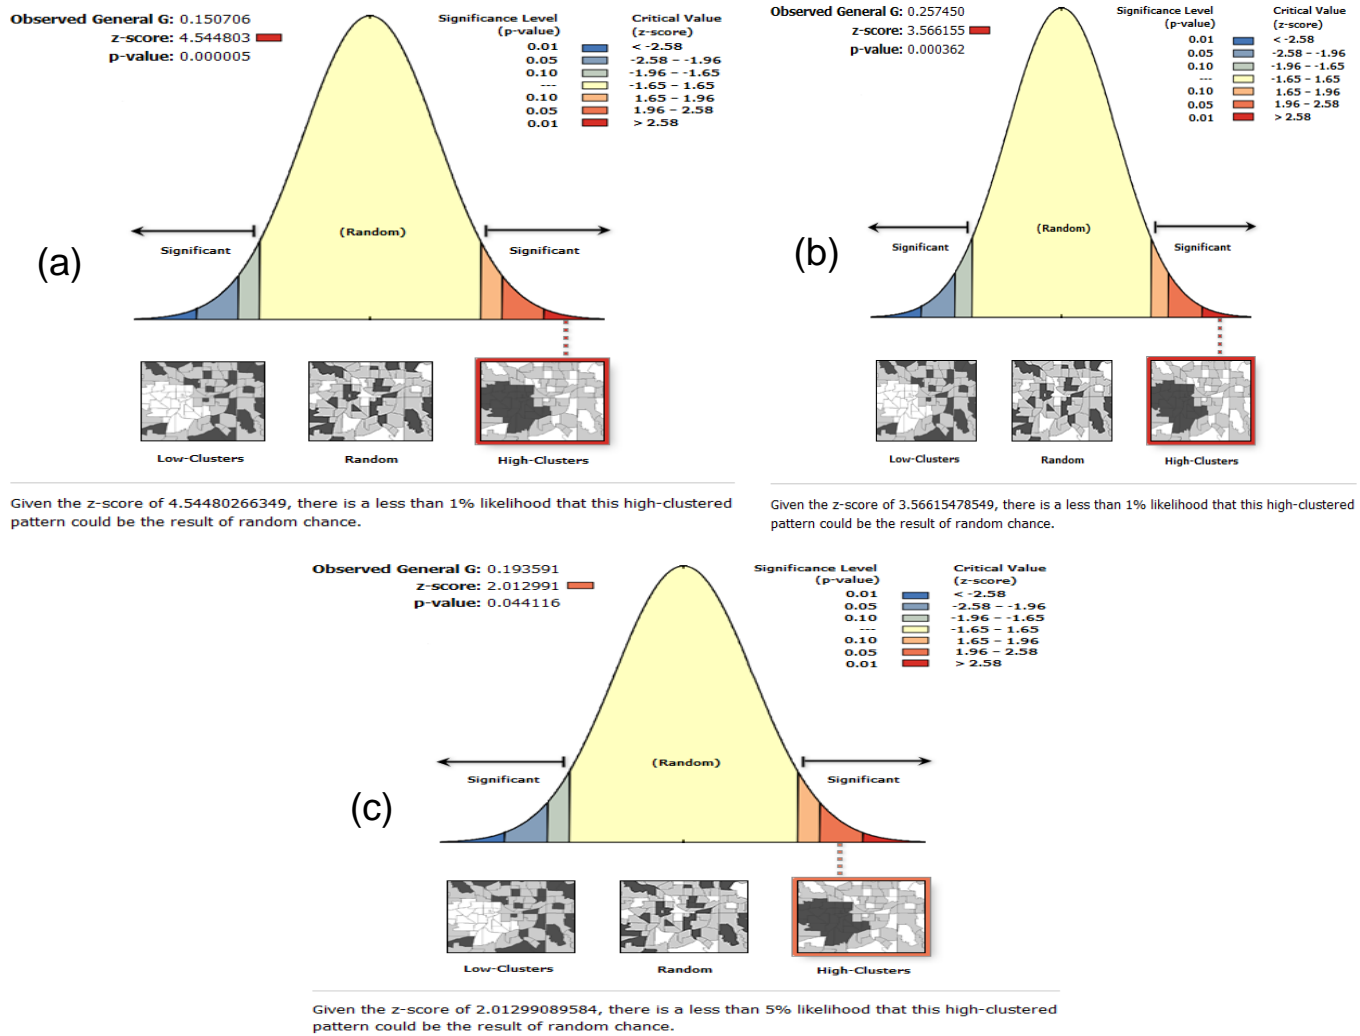 Observed General G: 0.150706
z-score: 4.544803
p-value: 0.000005
Significance Level Critical Value
(p-value) (z-score)
0.01 < -2.58
0.05 -2.58 – -1.96
0.10 -1.96 – -1.65
--- -1.65 – 1.65
0.10 1.65 – 1.96
0.05 1.96 – 2.58
0.01 > 2.58
(a)
Significant
(Random)
Significant
Low-Clusters
Random
High-Clusters
Given the z-score of 4.54480266349, there is a less than 1% likelihood that this high-clustered
pattern could be the result of random chance.
Observed General G: 0.257450
z-score: 3.566155
p-value: 0.000362
Significance Level Critical Value
(p-value) (z-score)
0.01 < -2.58
0.05 -2.58 – -1.96
0.10 -1.96 – -1.65
--- -1.65 – 1.65
0.10 1.65 – 1.96
0.05 1.96 – 2.58
0.01 > 2.58
(b)
Significant
(Random)
Significant
Low-Clusters
Random
High-Clusters
Given the z-score of 3.56615478549, there is a less than 1% likelihood that this high-clustered
pattern could be the result of random chance.
Observed General G: 0.193591
z-score: 2.012991
p-value: 0.044116
Significance Level Critical Value
(p-value) (z-score)
0.01 < -2.58
0.05 -2.58 – -1.96
0.10 -1.96 – -1.65
--- -1.65 – 1.65
0.10 1.65 – 1.96
0.05 1.96 – 2.58
0.01 > 2.58
(c)
Significant
(Random)
Significant
Low-Clusters
Random
High-Clusters
Given the z-score of 2.01299089584, there is a less than 5% likelihood that this high-clustered
pattern could be the result of random chance.